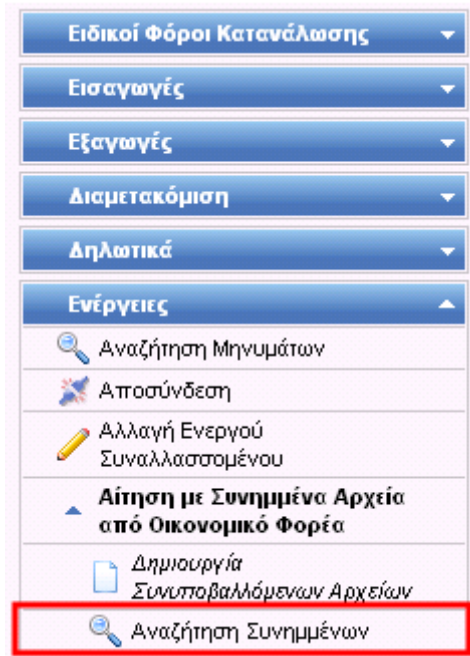 Ειδικοί Φόροι Κατανάλωσης
Εισαγωγές
Εξαγωγές
Διαμετακόμιση
Δηλωτικά
Ενέργειες
Αναζήτηση Μηνυμάτων
Αποσύνδεση
Αλλαγή Ενεργού
Συναλλασσομένου
Αίτηση με Συνημμένα Αρχεία
από Οικονομικό Φορέα
Δημιουργία
Συνυποβαλλόμενων Αρχείων
Αναζήτηση Συνημμένων